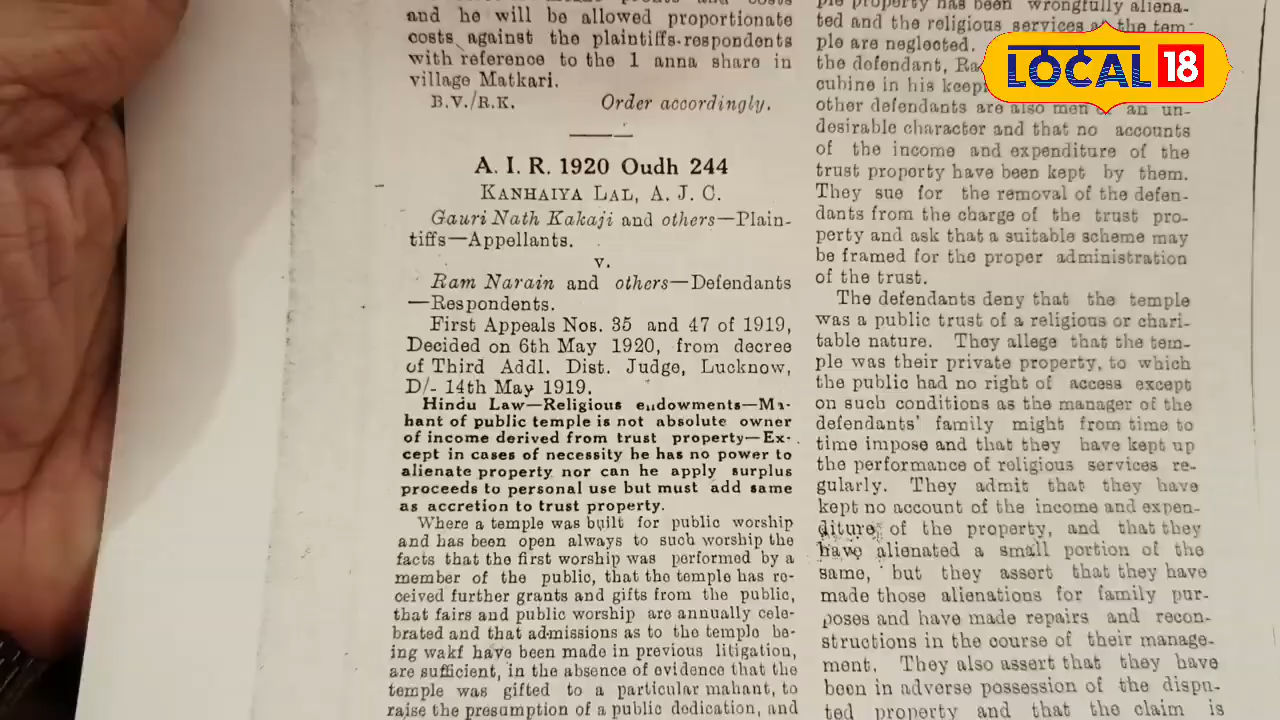 and he will be allowed proportionate
costs against the plaintiffs-respondents
with reference to the 1 anna share in
village Matkari.
B.V./R.K. Order accordingly.
A. I. R. 1920 Oudh 244
KANHAIYA LAL, A. J. C.
Gauri Nath Kakaji and others—Plain-
tiffs—Appellants.
v.
Ram Narain and others—Defendants
—Respondents.
First Appeals Nos. 35 and 47 of 1919,
Decided on 6th May 1920, from decree
of Third Addl. Dist. Judge, Lucknow,
D/- 14th May 1919.
Hindu Law—Religious endowments—Ma-
hant of public temple is not absolute owner
of income derived from trust property—Ex-
cept in cases of necessity he has no power to
alienate property nor can he apply surplus
proceeds to personal use but must add same
as accretion to trust property.
Where a temple was built for public worship
and has been open always to such worship the
facts that the first worship was performed by a
member of the public, that the temple has re-
ceived further grants and gifts from the public,
that fairs and public worship are annually cele-
brated and that admissions as to the temple be-
ing wakf have been made in previous litigation,
are sufficient, in the absence of evidence that the
temple was gifted to a particular mahant, to
raise the presumption of a public dedication, and
ple property has been wrongfully aliena-
ted and the religious services at the tem-
ple are neglected.
the defendant, Ra
cubine in his keep
other defendants are also men of an un-
desirable character and that no accounts
of the income and expenditure of the
trust property have been kept by them.
They sue for the removal of the defen-
dants from the charge of the trust pro-
perty and ask that a suitable scheme may
be framed for the proper administration
of the trust.
The defendants deny that the temple
was a public trust of a religious or chari-
table nature. They allege that the tem-
ple was their private property, to which
the public had no right of access except
on such conditions as the manager of the
defendants' family might from time to
time impose and that they have kept up
the performance of religious services re-
gularly. They admit that they have
kept no account of the income and expen-
diture of the property, and that they
have alienated a small portion of the
same, but they assert that they have
made those alienations for family pur-
poses and have made repairs and recon-
structions in the course of their manage-
ment. They also assert that they have
been in adverse possession of the dispu-
ted property and that the claim is
LOCAL 18